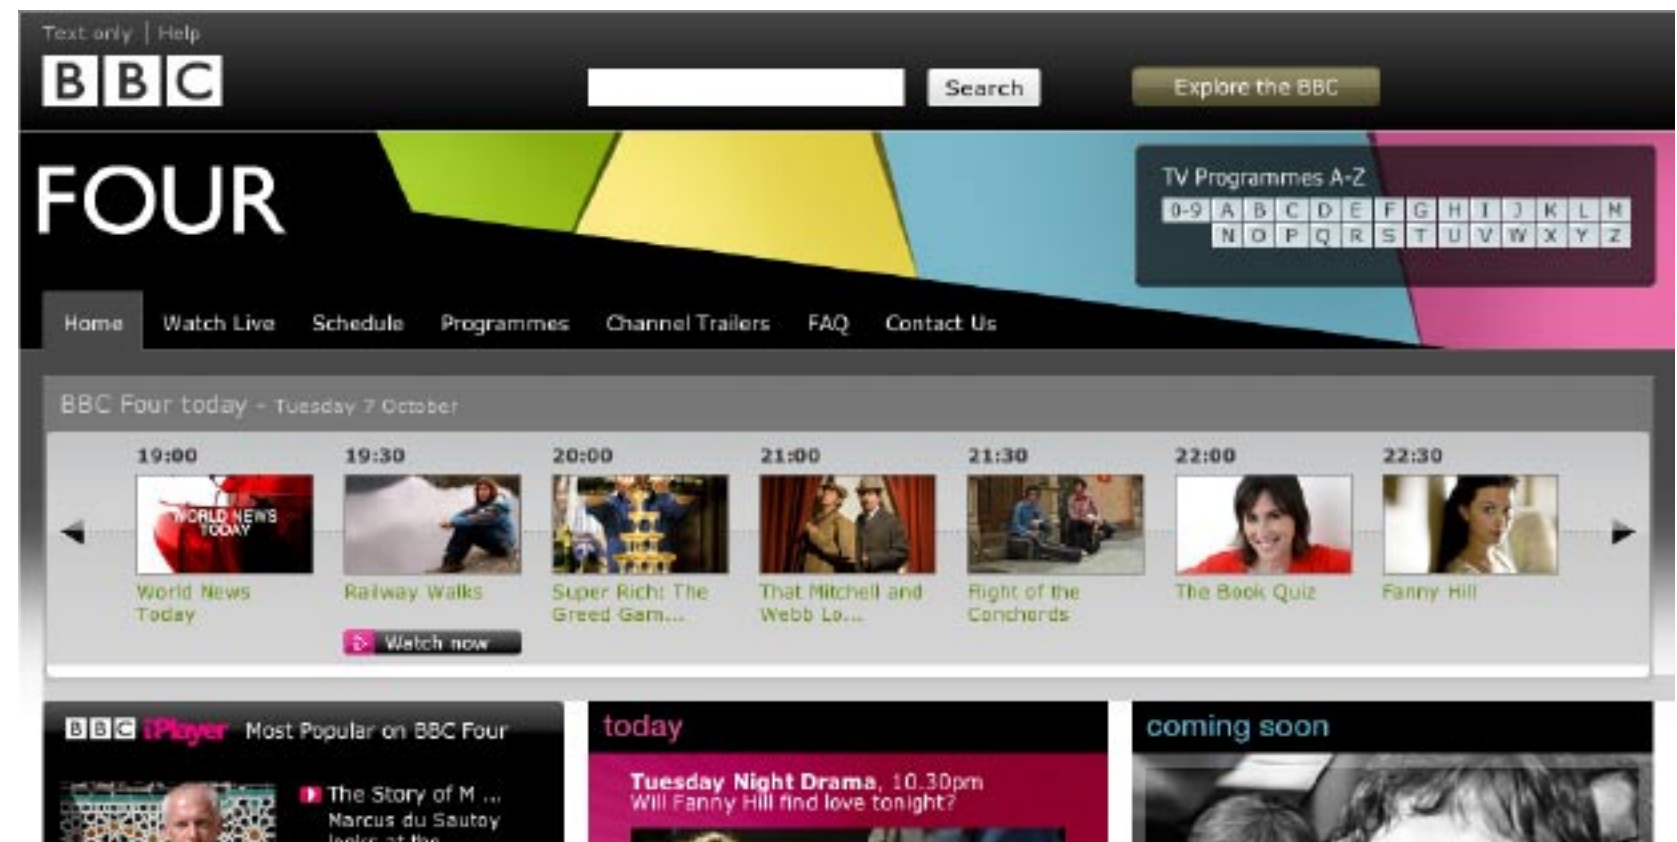 Text only | Help
BBC
Search
Explore the BBC
FOUR
TV Programmes A-Z
0-9 A B C D E F G H I J K L M
N O P Q R S T U V W X Y Z
Home Watch Live Schedule Programmes Channel Trailers FAQ Contact Us
BBC Four today - Tuesday 7 October
19:00 19:30 20:00 21:00 21:30 22:00 22:30
WORLD NEWS
TODAY
World News Railway Walks Super Rich: The That Mitchell and Flight of the The Book Quiz Fanny Hill
Today Greed Gam... Webb Lo... Conchords
Watch now
BBC iPlayer Most Popular on BBC Four
The Story of M ...
Marcus du Sautoy
looks at the
today
Tuesday Night Drama, 10.30pm
Will Fanny Hill find love tonight?
coming soon